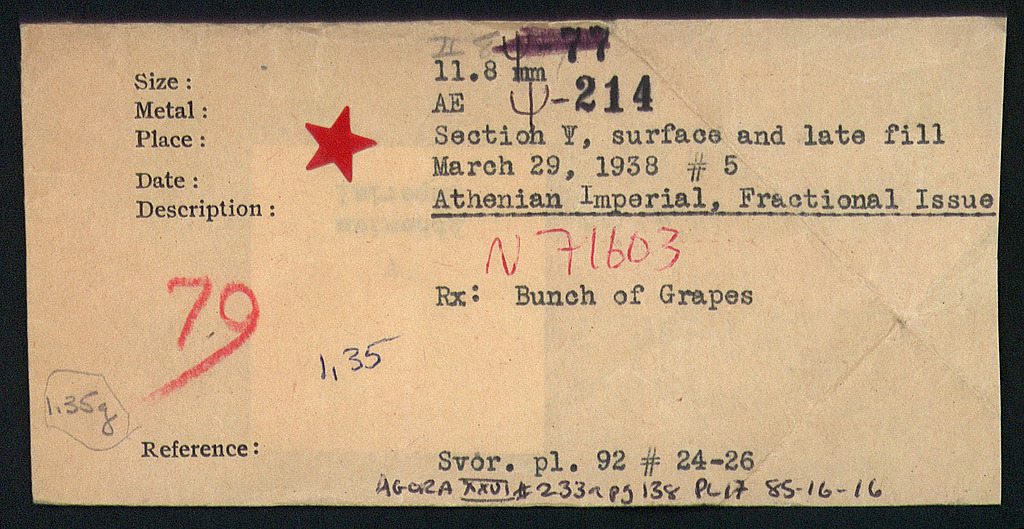 77
Size : 11.8 mm
Metal : AE Ψ-214
Place : Section Ψ, surface and late fill
Date : March 29, 1938 # 5
Description : Athenian Imperial, Fractional Issue
N 71603
Rx: Bunch of Grapes
79
1,35
1,35g
Reference : Svor. pl. 92 # 24-26
AGORA XXVI # 233a pg 138 PL 17 85-16-16